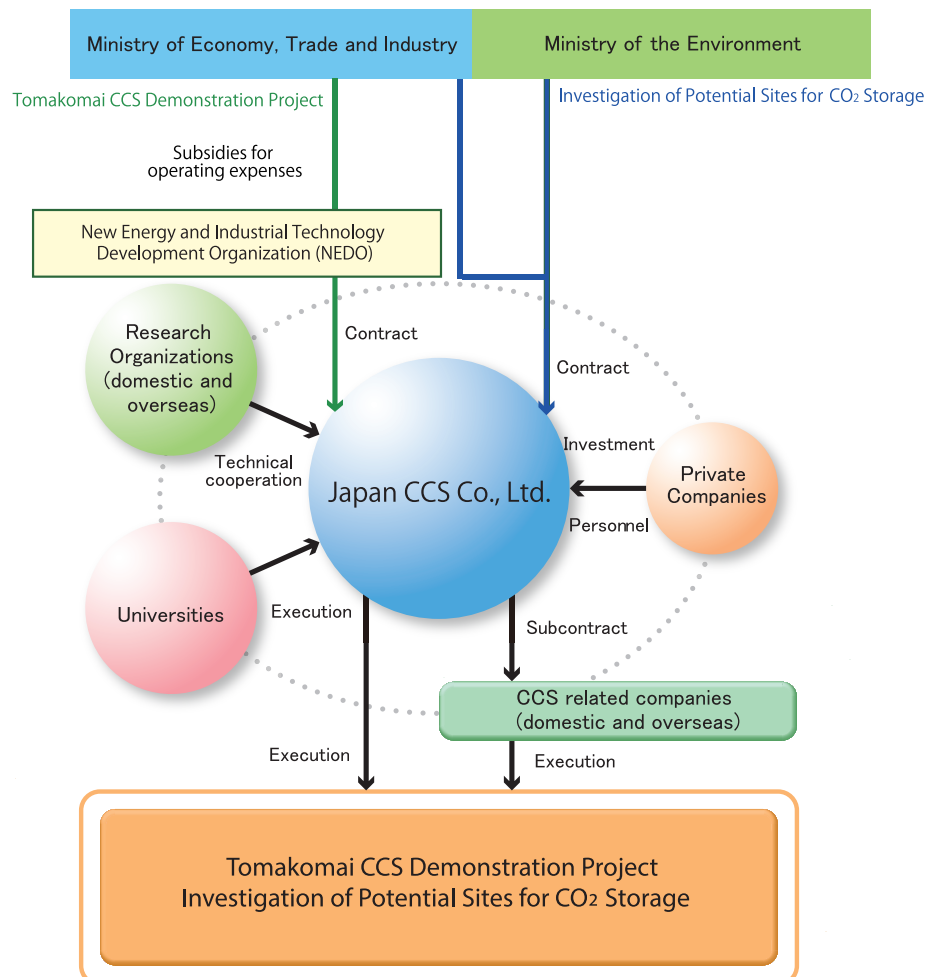 Ministry of Economy, Trade and Industry
Ministry of the Environment
Tomakomai CCS Demonstration Project
Investigation of Potential Sites for CO₂ Storage
Subsidies for
operating expenses
New Energy and Industrial Technology
Development Organization (NEDO)
Research
Organizations
(domestic and
overseas)
Contract
Contract
Technical
cooperation
Japan CCS Co., Ltd.
Investment
Personnel
Private
Companies
Universities
Execution
Subcontract
CCS related companies
(domestic and overseas)
Execution
Execution
Tomakomai CCS Demonstration Project
Investigation of Potential Sites for CO₂ Storage